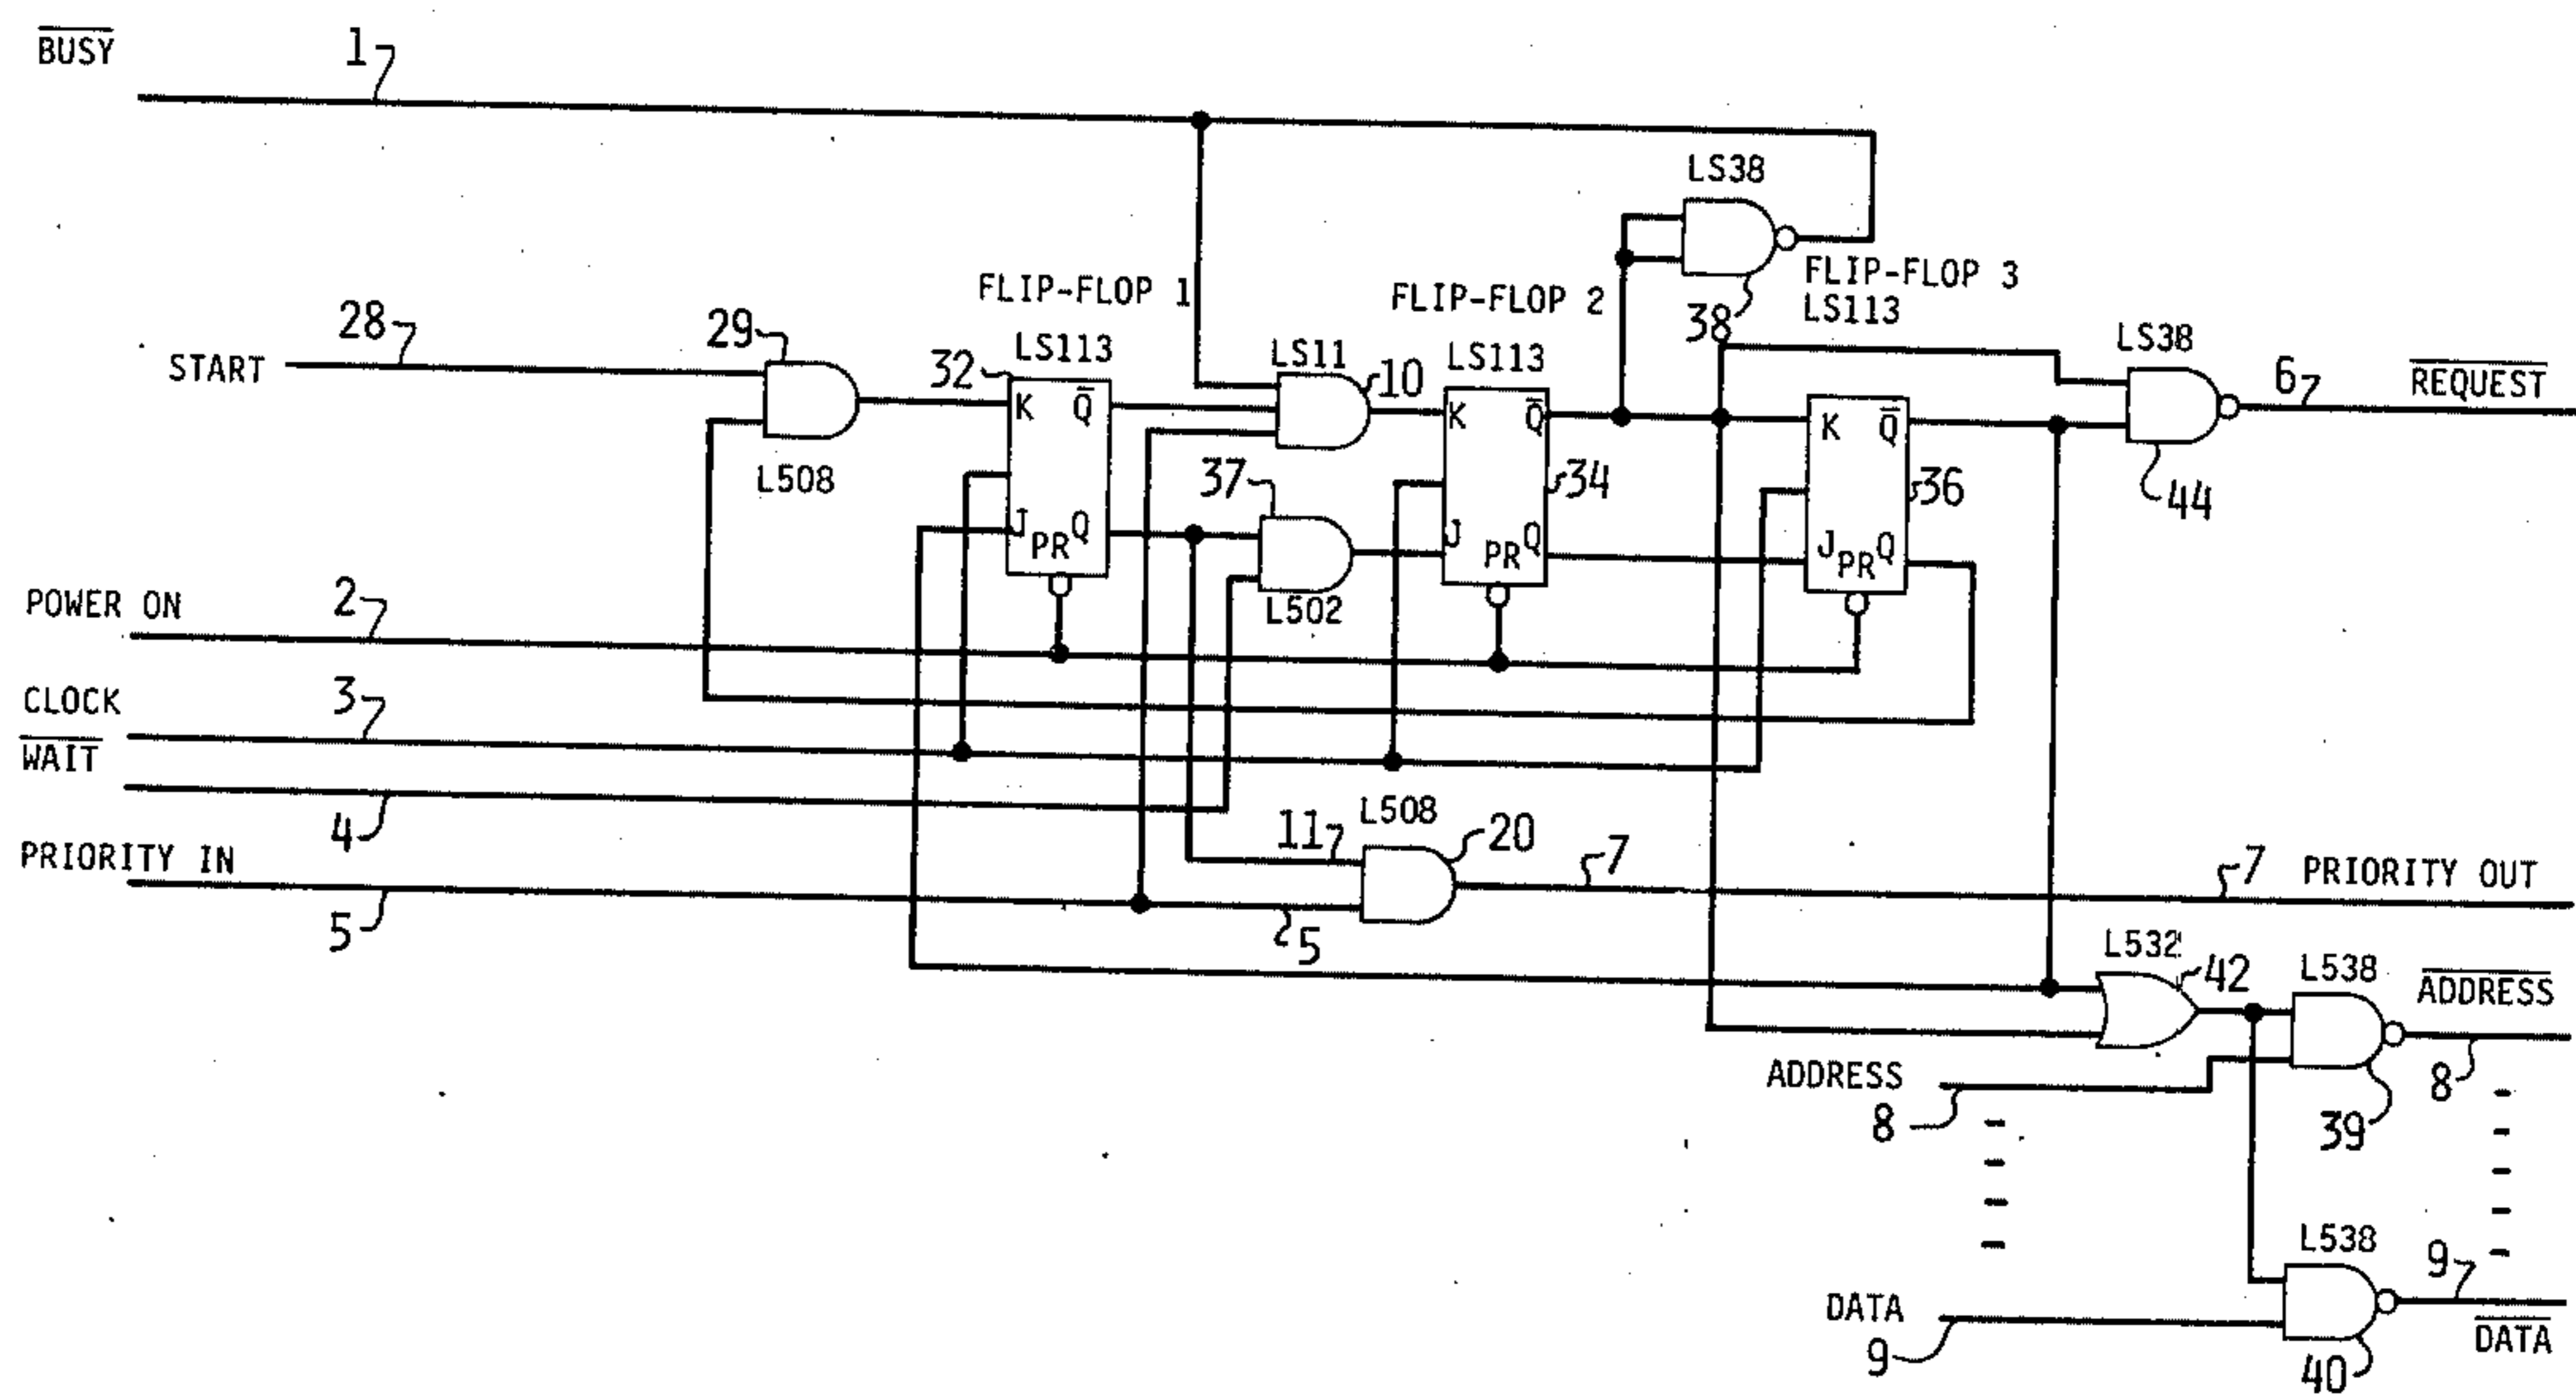 BUSY
1
LS38
FLIP-FLOP 1
FLIP-FLOP 2
FLIP-FLOP 3
LS113
38
START
28
29
L508
32
LS113
K
Q
J
PR
Q
LS11
10
37
L502
LS113
K
Q
J
PR
Q
34
K
Q
J
PR
Q
36
LS38
44
6
REQUEST
POWER ON
2
CLOCK
3
WAIT
4
PRIORITY IN
5
11
L508
20
5
7
7
PRIORITY OUT
L532
42
L538
ADDRESS
8
39
ADDRESS
8
L538
9
DATA
40
DATA
9